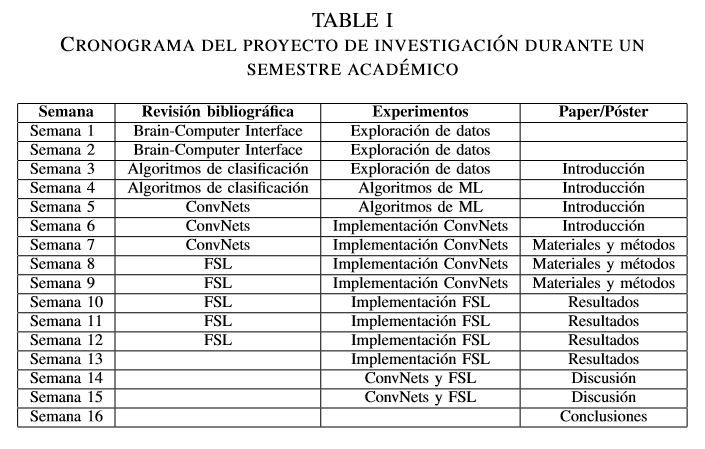 TABLE I
CRONOGRAMA DEL PROYECTO DE INVESTIGACIÓN DURANTE UN
SEMESTRE ACADÉMICO
Semana Revisión bibliográfica Experimentos Paper/Póster
Semana 1 Brain-Computer Interface Exploración de datos
Semana 2 Brain-Computer Interface Exploración de datos
Semana 3 Algoritmos de clasificación Exploración de datos Introducción
Semana 4 Algoritmos de clasificación Algoritmos de ML Introducción
Semana 5 ConvNets Algoritmos de ML Introducción
Semana 6 ConvNets Implementación ConvNets Introducción
Semana 7 ConvNets Implementación ConvNets Materiales y métodos
Semana 8 FSL Implementación ConvNets Materiales y métodos
Semana 9 FSL Implementación ConvNets Materiales y métodos
Semana 10 FSL Implementación FSL Resultados
Semana 11 FSL Implementación FSL Resultados
Semana 12 FSL Implementación FSL Resultados
Semana 13 Implementación FSL Resultados
Semana 14 ConvNets y FSL Discusión
Semana 15 ConvNets y FSL Discusión
Semana 16 Conclusiones